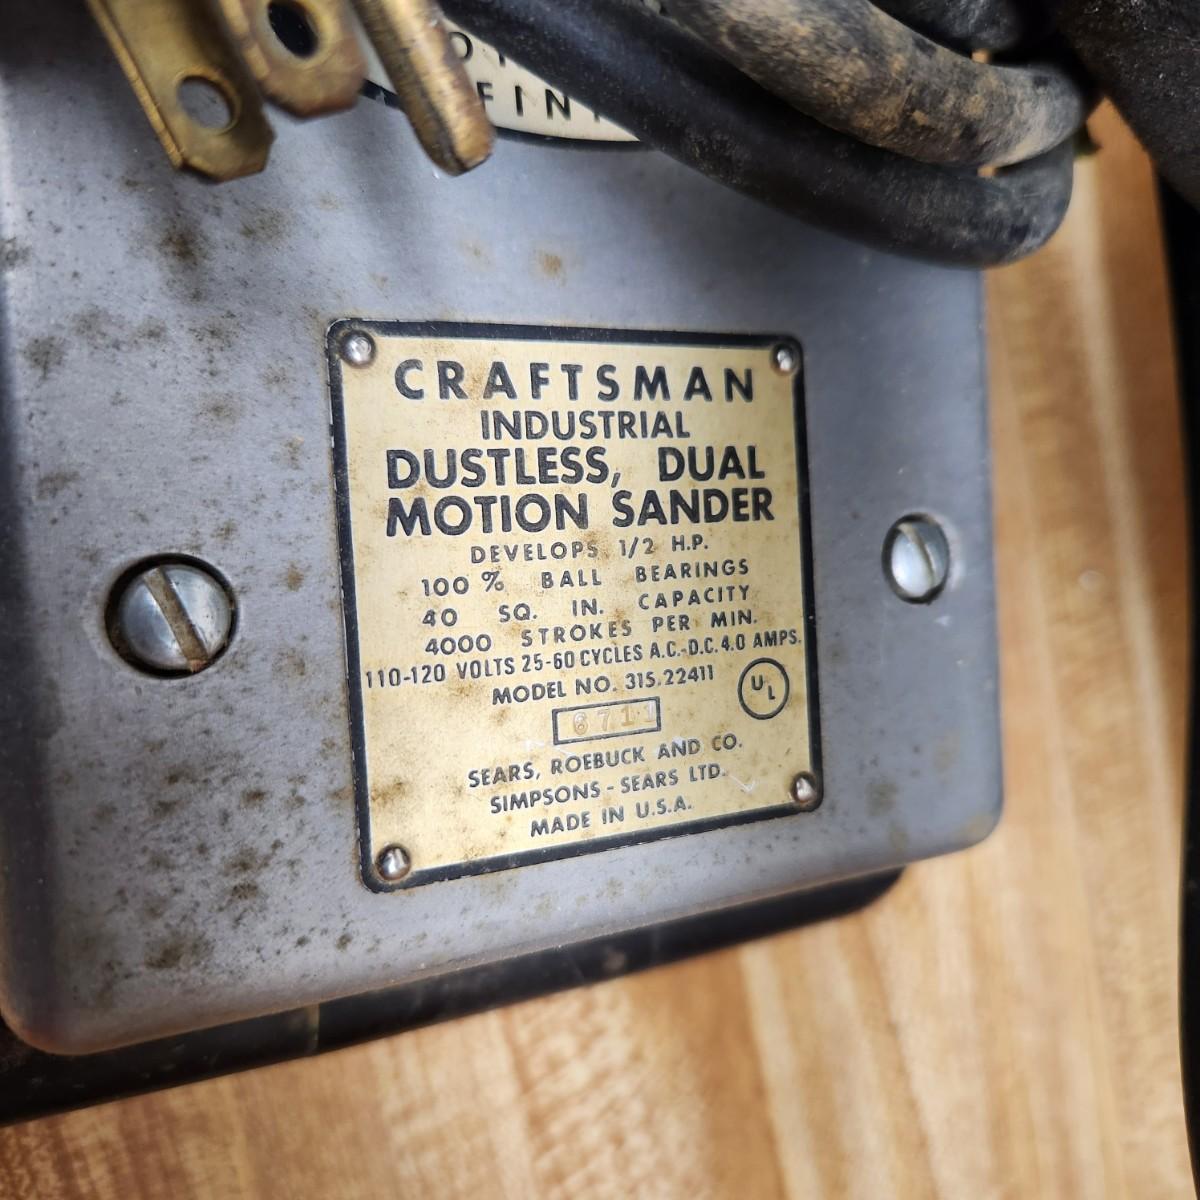 CRAFTSMAN
INDUSTRIAL
DUSTLESS, DUAL
MOTION SANDER
DEVELOPS 1/2 H.P.
100 % BALL BEARINGS
40 SQ. IN. CAPACITY
4000 STROKES PER MIN.
110-120 VOLTS 25-60 CYCLES A.C.-D.C. 4.0 AMPS.
MODEL NO. 315.22411
UL
6711
SEARS, ROEBUCK AND CO.
SIMPSONS-SEARS LTD.
MADE IN U.S.A.